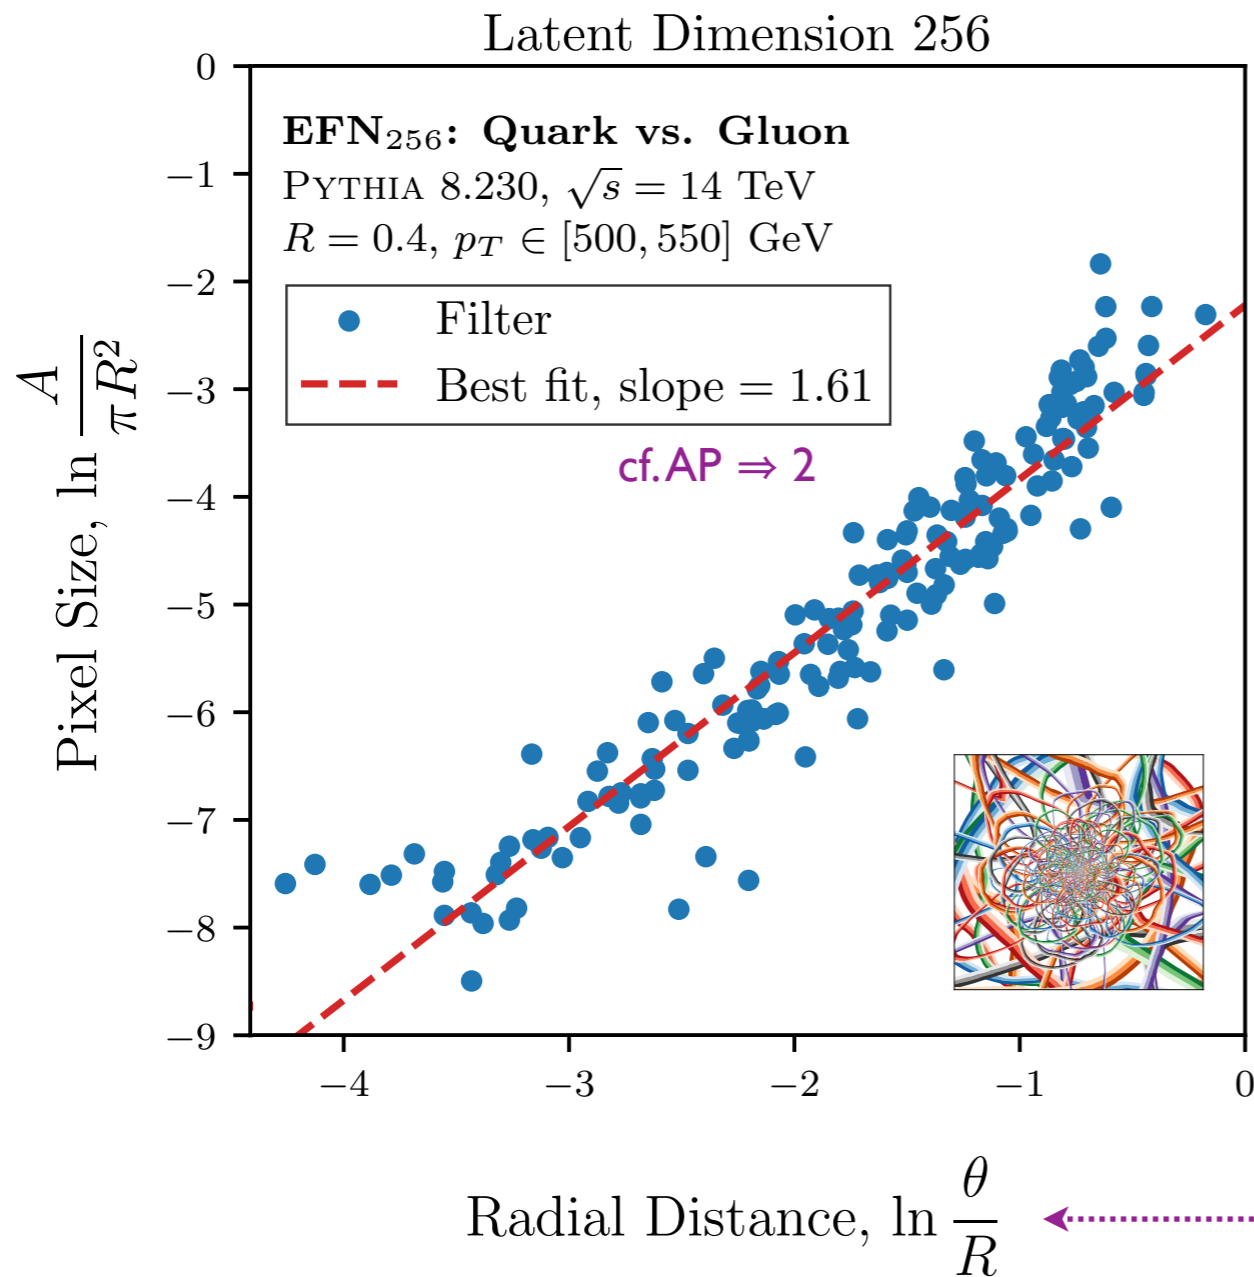 Latent Dimension 256
EFN₂₅₆: Quark vs. Gluon
PYTHIA 8.230, √s = 14 TeV
R = 0.4, p_T ∈ [500, 550] GeV
Filter
Best fit, slope = 1.61
cf. AP ⇒ 2
Pixel Size, ln A/πR²
0
−1
−2
−3
−4
−5
−6
−7
−8
−9
−4 −3 −2 −1 0
Radial Distance, ln θ/R